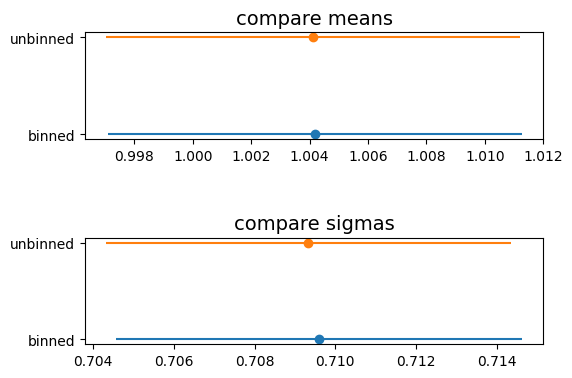 compare means
unbinned
binned
0.998 1.000 1.002 1.004 1.006 1.008 1.010 1.012
compare sigmas
unbinned
binned
0.704 0.706 0.708 0.710 0.712 0.714